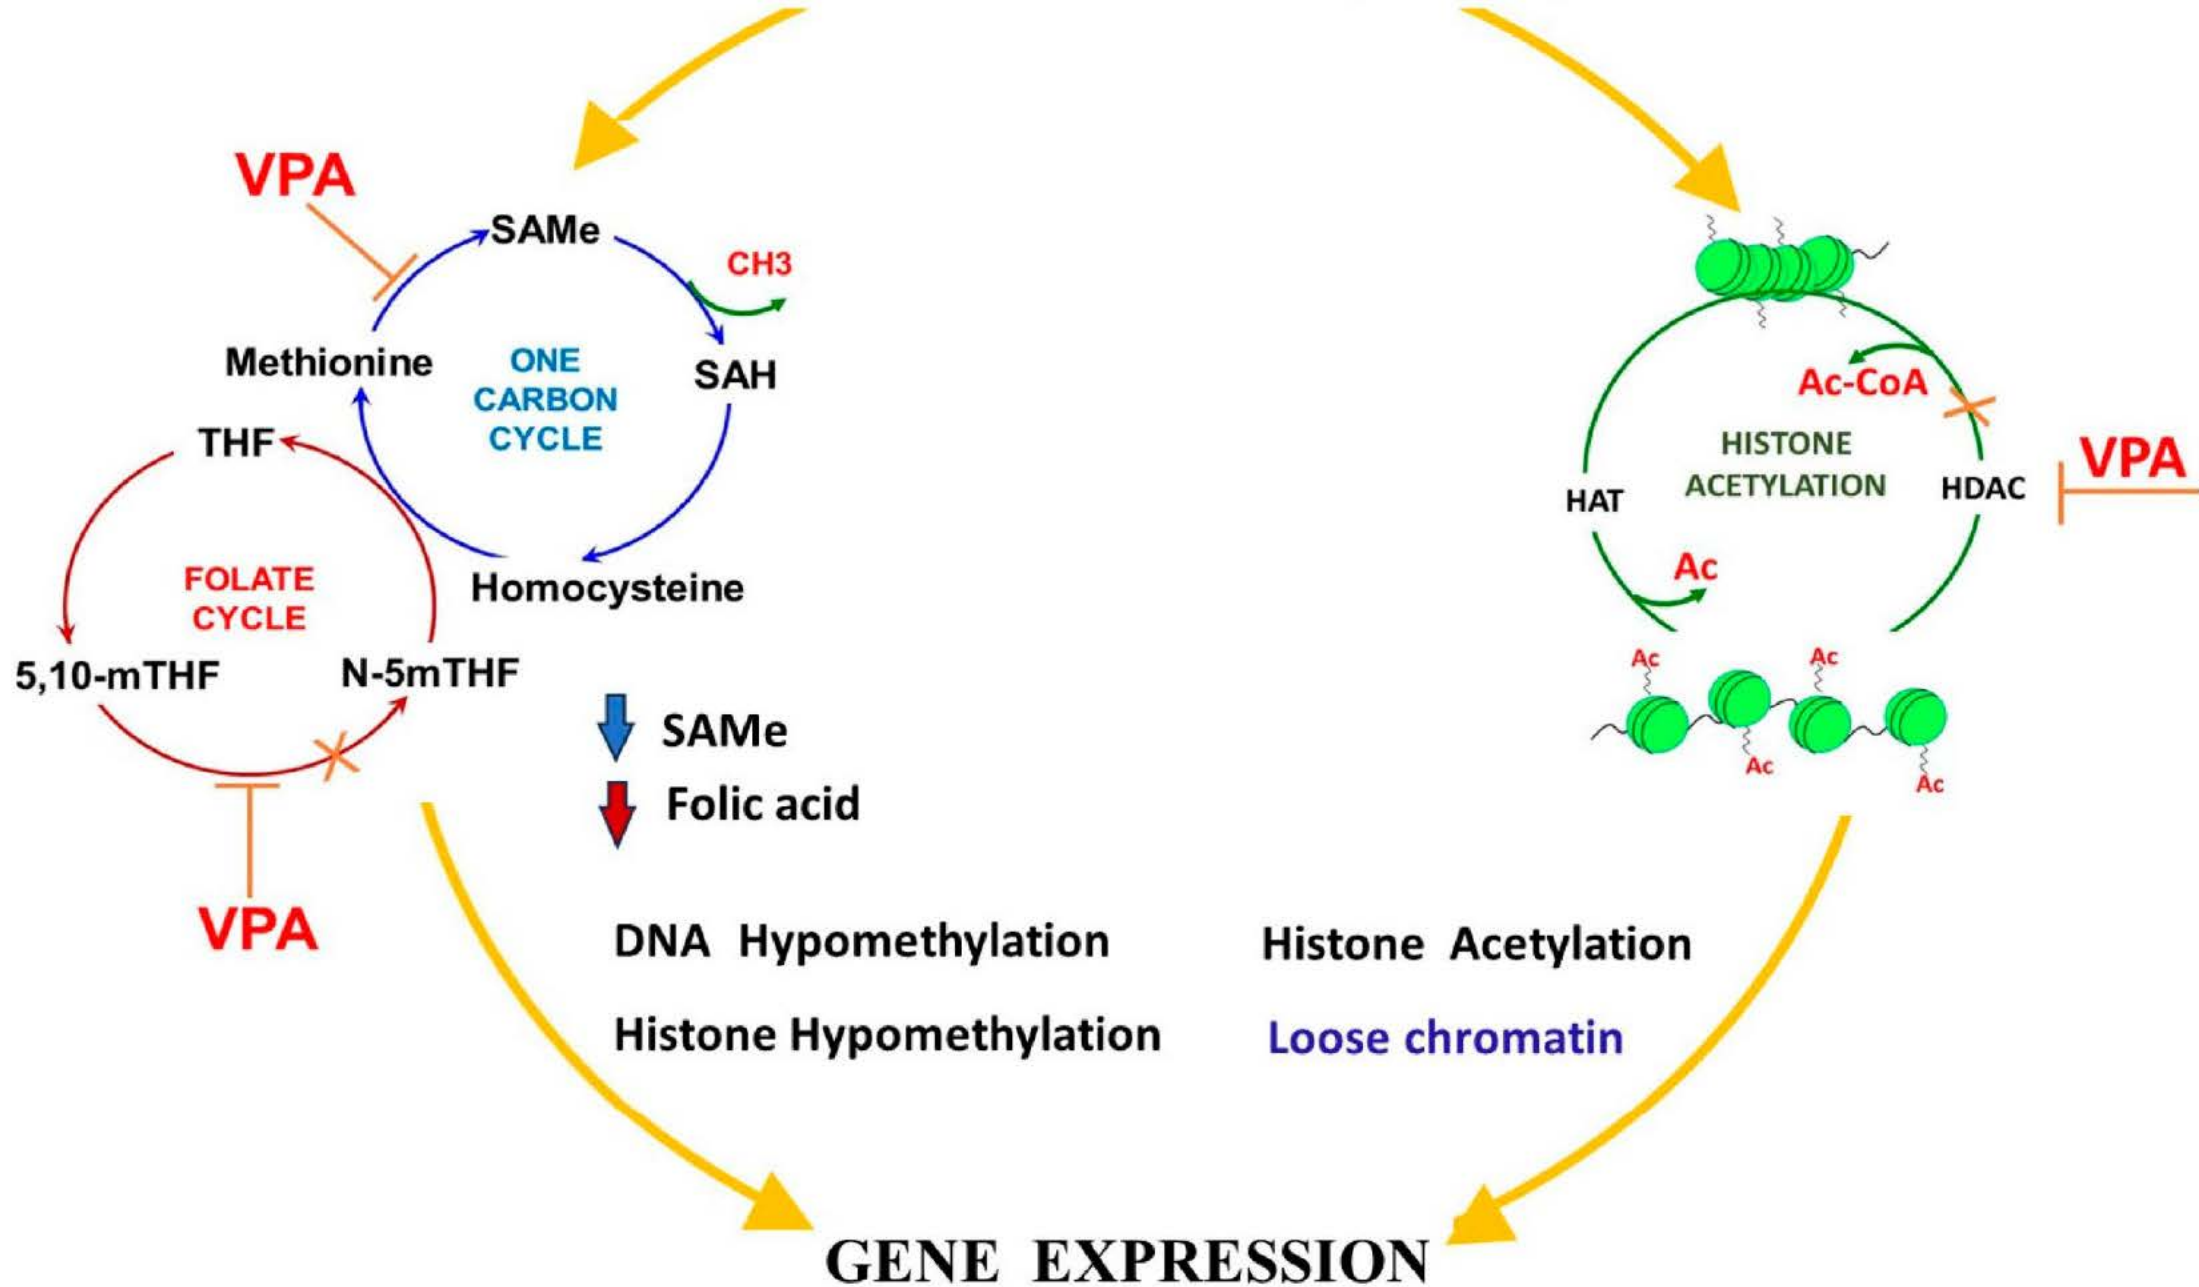 VPA
SAMe
CH3
Methionine
ONE
CARBON
CYCLE
SAH
THF
FOLATE
CYCLE
Homocysteine
5,10-mTHF
N-5mTHF
VPA
SAMe
Folic acid
DNA Hypomethylation
Histone Hypomethylation
Ac-CoA
HISTONE
ACETYLATION
HAT
HDAC
VPA
Ac
Ac
Ac
Ac
Ac
Histone Acetylation
Loose chromatin
GENE EXPRESSION